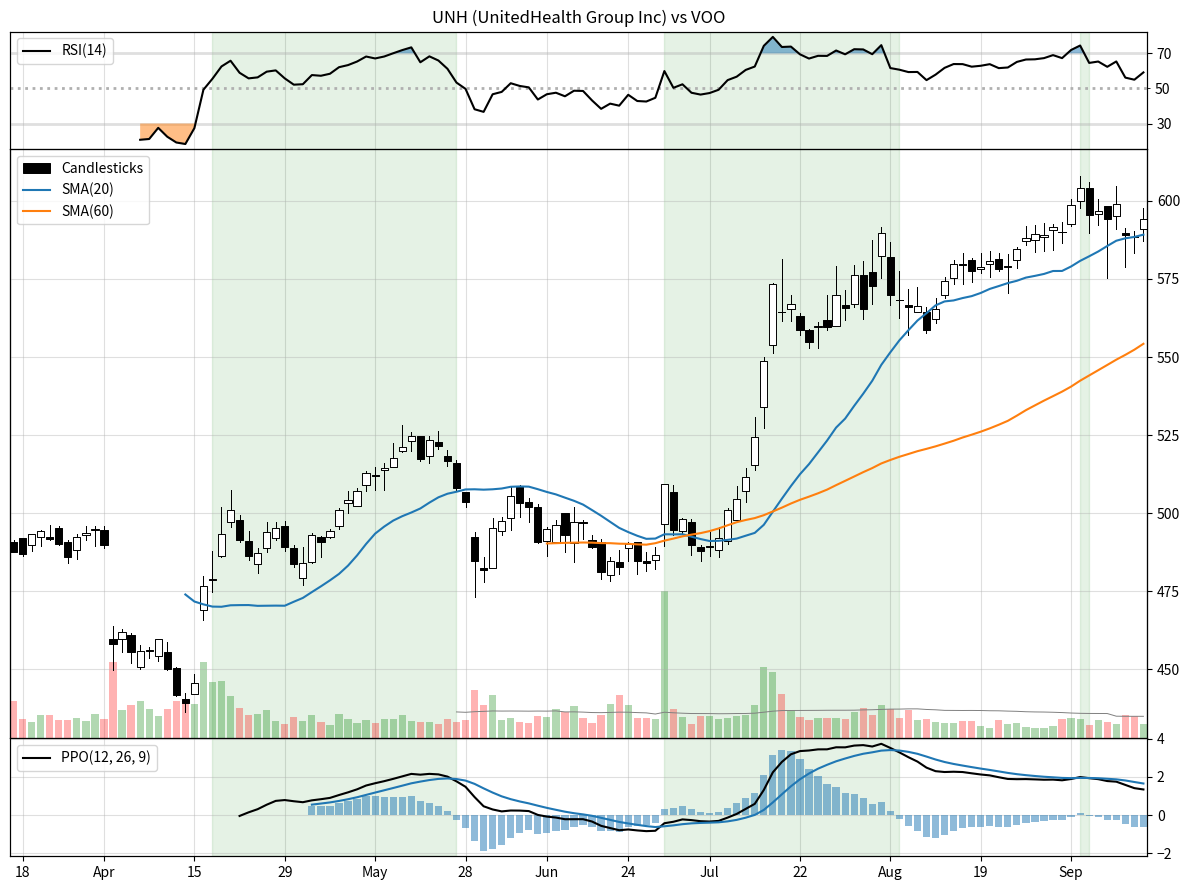 UNH (UnitedHealth Group Inc) vs VOO
RSI(14)
70
50
30
Candlesticks
SMA(20)
SMA(60)
600
575
550
525
500
475
450
PPO(12, 26, 9)
4
2
0
−2
18 Apr 15 29 May 28 Jun 24 Jul 22 Aug 19 Sep